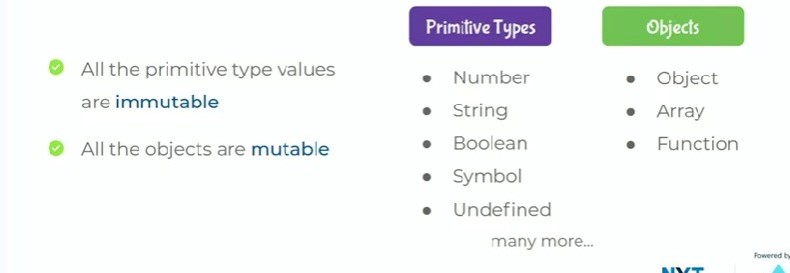 Primitive Types
Objects
All the primitive type values
are immutable
All the objects are mutable
Number
String
Boolean
Symbol
Undefined
many more...
Object
Array
Function
Powered by